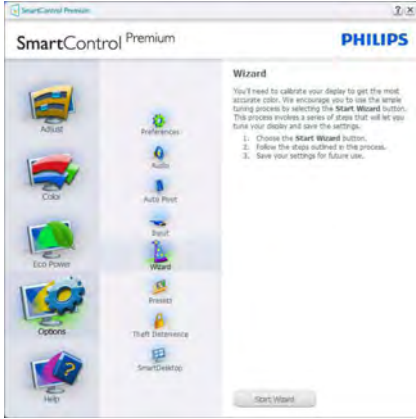 SmartControl Premium
SmartControl Premium
PHILIPS
Adjust
Color
Eco Power
Options
Help
Preferences
Audio
Auto Pivot
Input
Wizard
Presets
Theft Deterrence
SmartDesktop
Wizard
You'll need to calibrate your display to get the most
accurate color. We encourage you to use the simple
tuning process by selecting the Start Wizard button.
This process involves a series of steps that will let you
tune your display and save the settings.
1. Choose the Start Wizard button.
2. Follow the steps outlined in the process.
3. Save your settings for future use.
Start Wizard